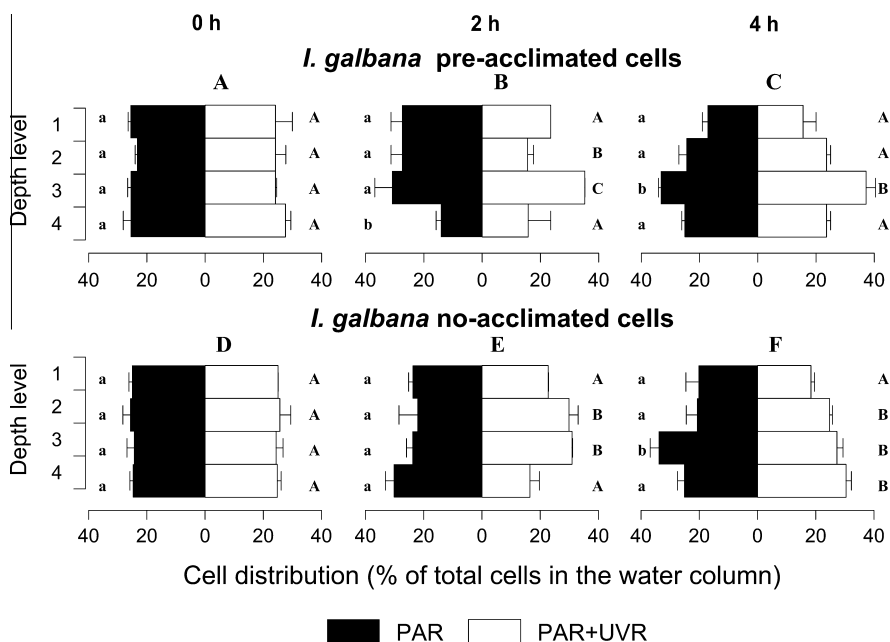 0 h 2 h 4 h
I. galbana pre-acclimated cells
A B C
Depth level
1 a A a A a A
2 a A a B a A
3 a A a C b B
4 a A b A a A
40 20 0 20 40 40 20 0 20 40 40 20 0 20 40
I. galbana no-acclimated cells
D E F
Depth level
1 a A a A a A
2 a A a B a B
3 a A a B b B
4 a A a A a B
40 20 0 20 40 40 20 0 20 40 40 20 0 20 40
Cell distribution (% of total cells in the water column)
PAR PAR+UVR